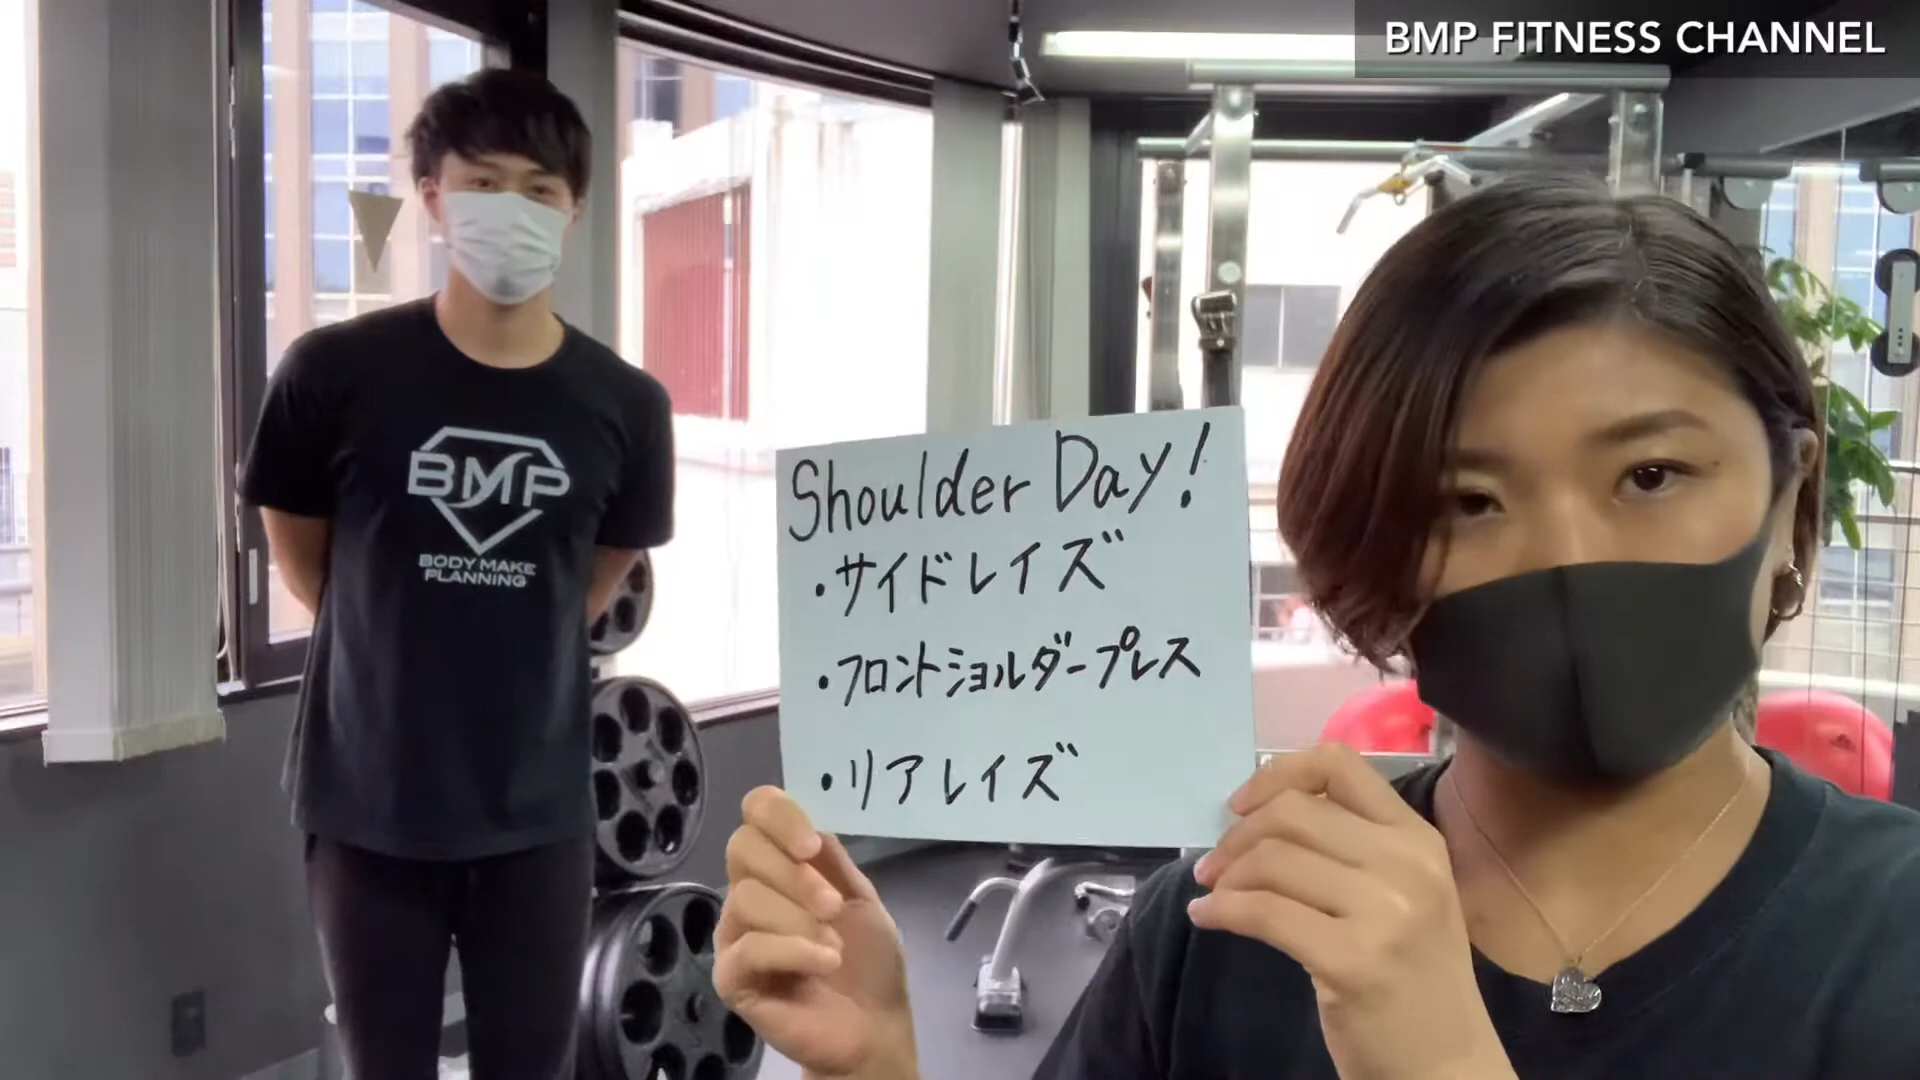 BMP FITNESS CHANNEL
BMP
BODY MAKE
PLANNING
Shoulder Day!
・サイドレイズ
・フロントショルダープレス
・リアレイズ